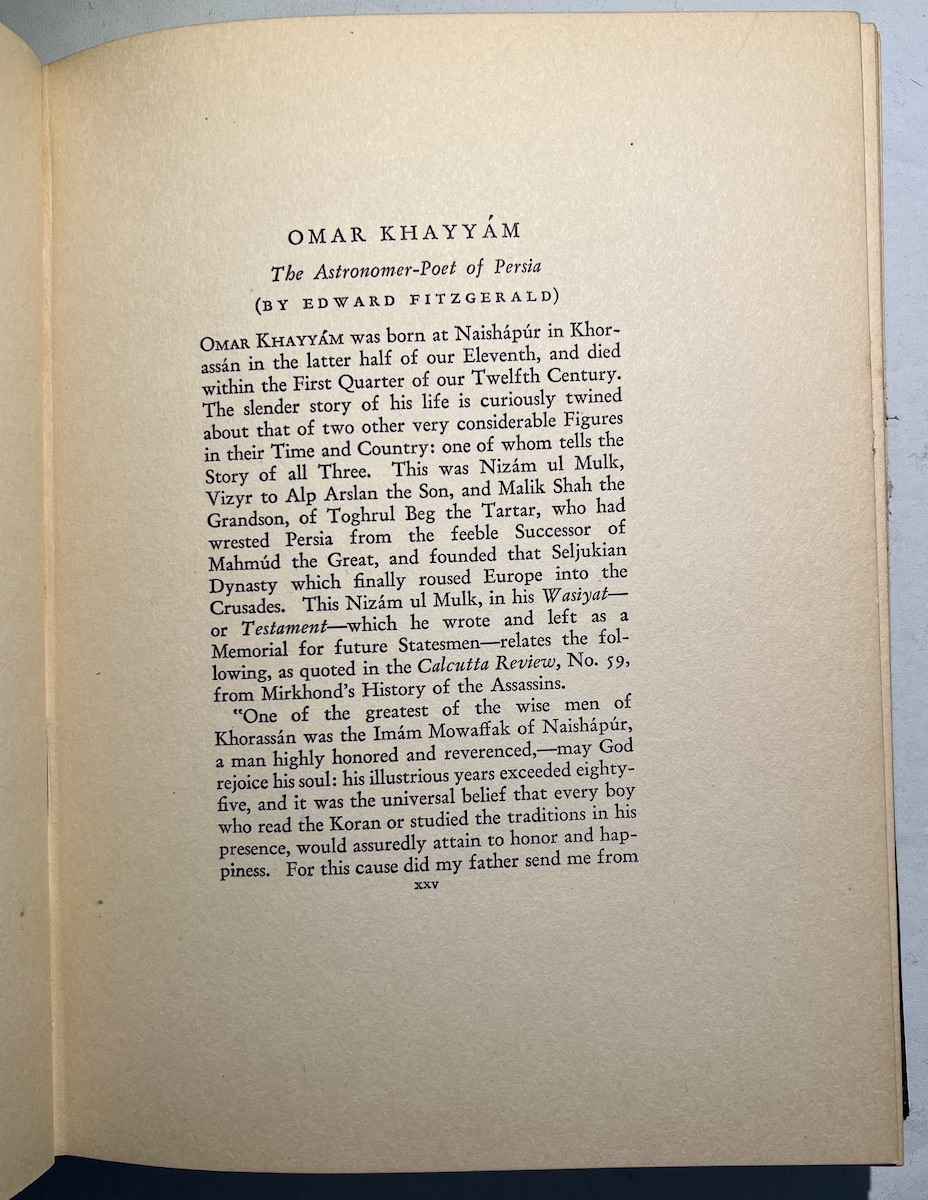 OMAR KHAYYÁM
The Astronomer-Poet of Persia
(BY EDWARD FITZGERALD)
OMAR KHAYYÁM was born at Naishápúr in Khor-
assán in the latter half of our Eleventh, and died
within the First Quarter of our Twelfth Century.
The slender story of his life is curiously twined
about that of two other very considerable Figures
in their Time and Country: one of whom tells the
Story of all Three. This was Nizám ul Mulk,
Vizyr to Alp Arslan the Son, and Malik Shah the
Grandson, of Toghrul Beg the Tartar, who had
wrested Persia from the feeble Successor of
Mahmúd the Great, and founded that Seljukian
Dynasty which finally roused Europe into the
Crusades. This Nizám ul Mulk, in his Wasiyat—
or Testament—which he wrote and left as a
Memorial for future Statesmen—relates the fol-
lowing, as quoted in the Calcutta Review, No. 59,
from Mirkhond's History of the Assassins.
“One of the greatest of the wise men of
Khorassán was the Imám Mowaffak of Naishápúr,
a man highly honored and reverenced,—may God
rejoice his soul: his illustrious years exceeded eighty-
five, and it was the universal belief that every boy
who read the Koran or studied the traditions in his
presence, would assuredly attain to honor and hap-
piness. For this cause did my father send me from
xxv